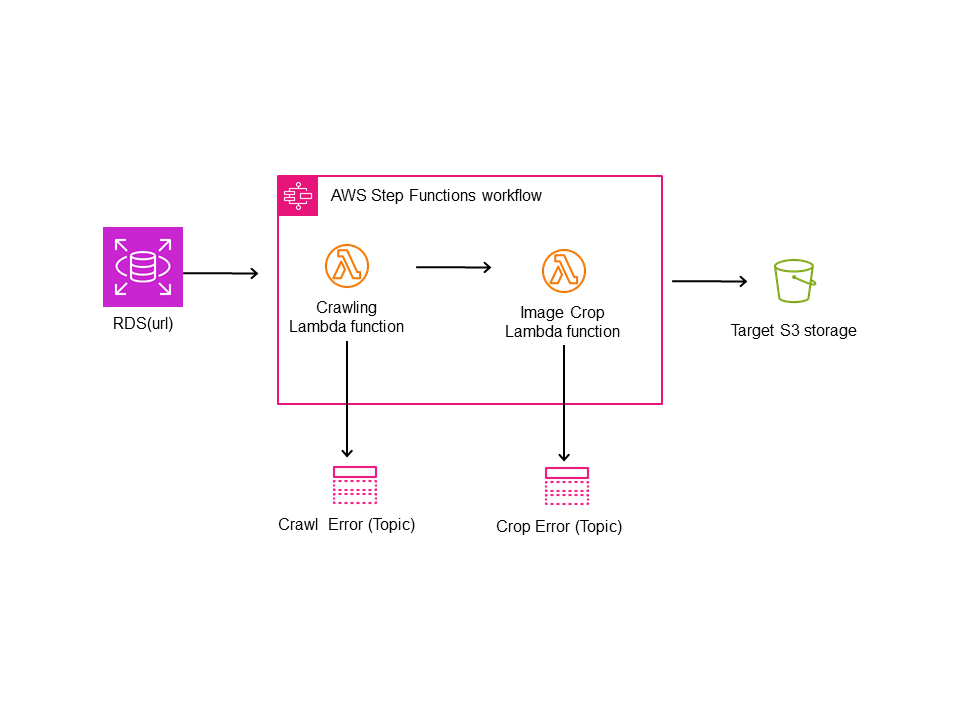 AWS Step Functions workflow
RDS(url)
Crawling
Lambda function
Image Crop
Lambda function
Target S3 storage
Crawl  Error (Topic)
Crop Error (Topic)